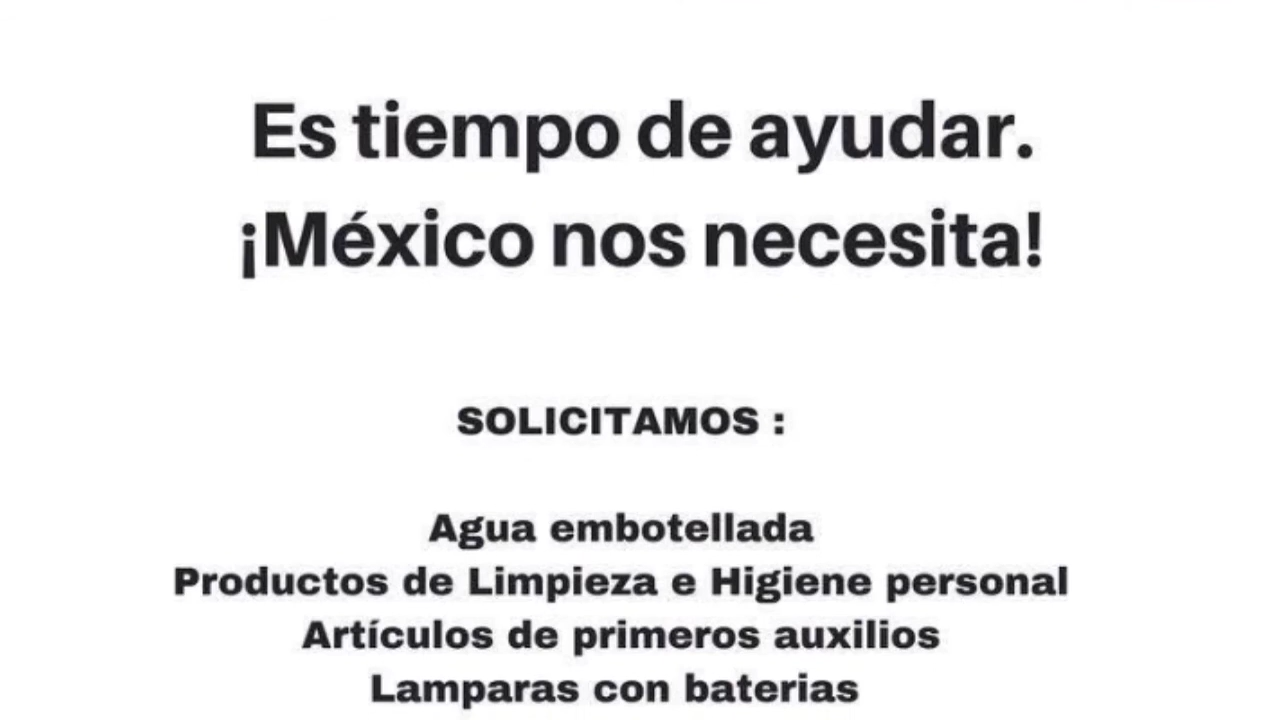 Es tiempo de ayudar.
¡México nos necesita!
SOLICITAMOS :
Agua embotellada
Productos de Limpieza e Higiene personal
Artículos de primeros auxilios
Lamparas con baterias